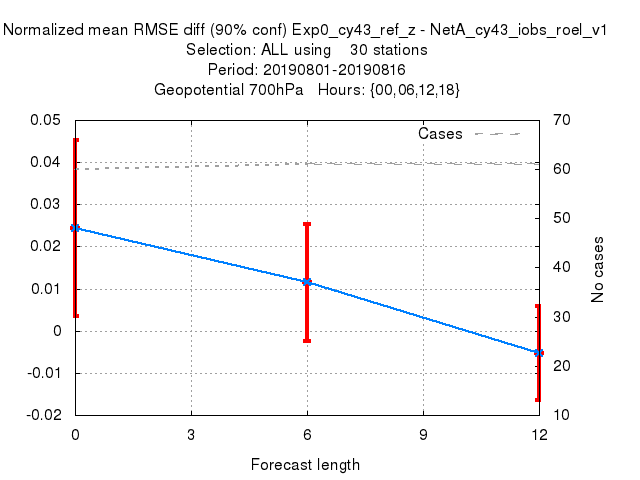 Normalized mean RMSE diff (90% conf) Exp0_cy43_ref_z - NetA_cy43_iobs_roel_v1
Selection: ALL using    30 stations
Period: 20190801-20190816
Geopotential 700hPa   Hours: {00,06,12,18}
Cases
0.05
0.04
0.03
0.02
0.01
0
-0.01
-0.02
70
60
50
40
30
20
10
No cases
0 3 6 9 12
Forecast length